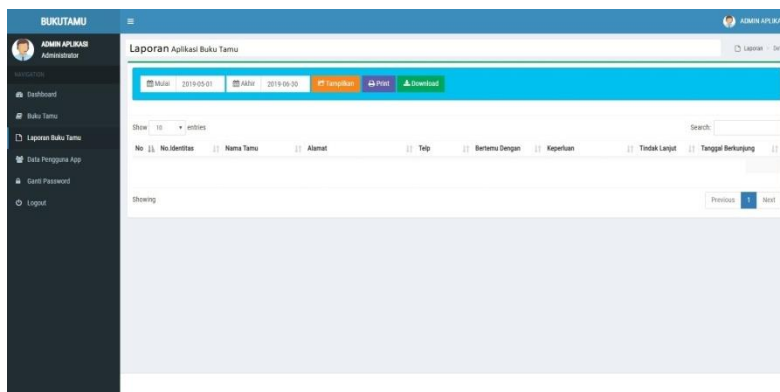 BUKUTAMU
ADMIN APLIKA
ADMIN APLIKASI
Administrator
NAVIGATION
Dashboard
Buku Tamu
Laporan Buku Tamu
Data Pengguna App
Ganti Password
Logout
Laporan Aplikasi Buku Tamu
Laporan
Mulai 2019-05-01 Akhir 2019-06-30 Tampilkan Print Download
Show 10 entries Search:
No No.Identitas Nama Tamu Alamat Telp Bertemu Dengan Keperluan Tindak Lanjut Tanggal Berkunjung
Showing Previous 1 Next